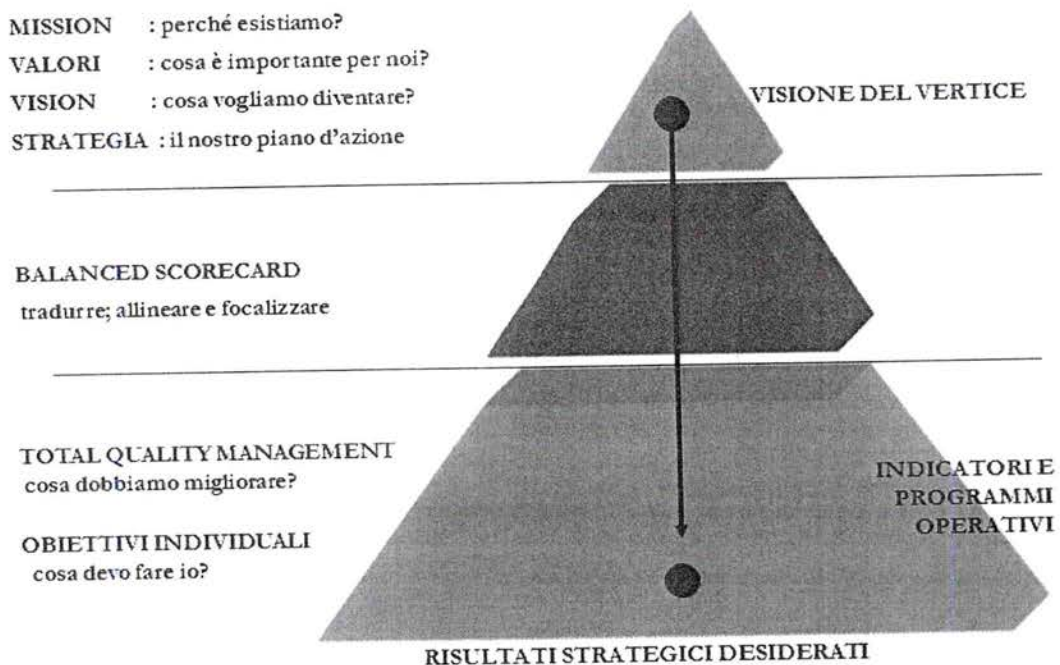 MISSION : perché esistiamo?
VALORI : cosa è importante per noi?
VISION : cosa vogliamo diventare?
STRATEGIA : il nostro piano d'azione
VISIONE DEL VERTICE
BALANCED SCORECARD
tradurre; allineare e focalizzare
TOTAL QUALITY MANAGEMENT
cosa dobbiamo migliorare?
OBIETTIVI INDIVIDUALI
cosa devo fare io?
INDICATORI E
PROGRAMMI
OPERATIVI
RISULTATI STRATEGICI DESIDERATI